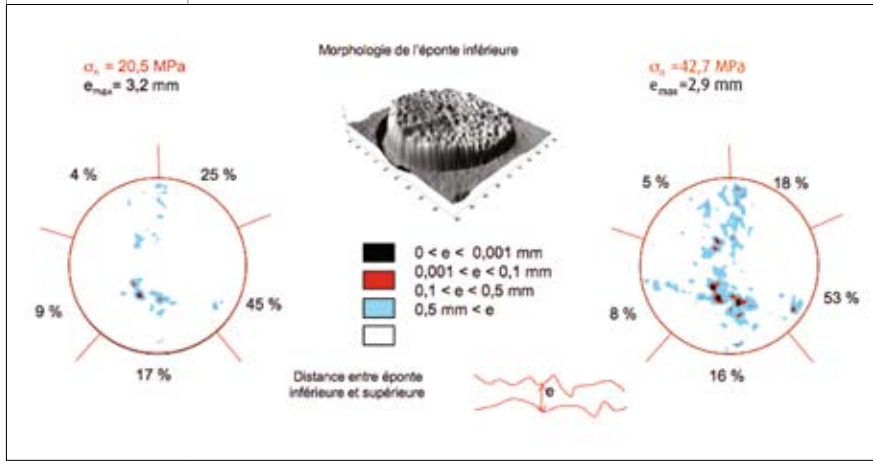 Morphologie de l'éponte inférieure
σₙ = 20,5 MPa
eₘₐₓ= 3,2 mm
σₙ =42,7 MPa
eₘₐₓ=2,9 mm
4 %
25 %
45 %
17 %
9 %
0 < e < 0,001 mm
0,001 < e < 0,1 mm
0,1 < e < 0,5 mm
0,5 mm < e
5 %
18 %
53 %
16 %
8 %
Distance entre éponte
inférieure et supérieure
e